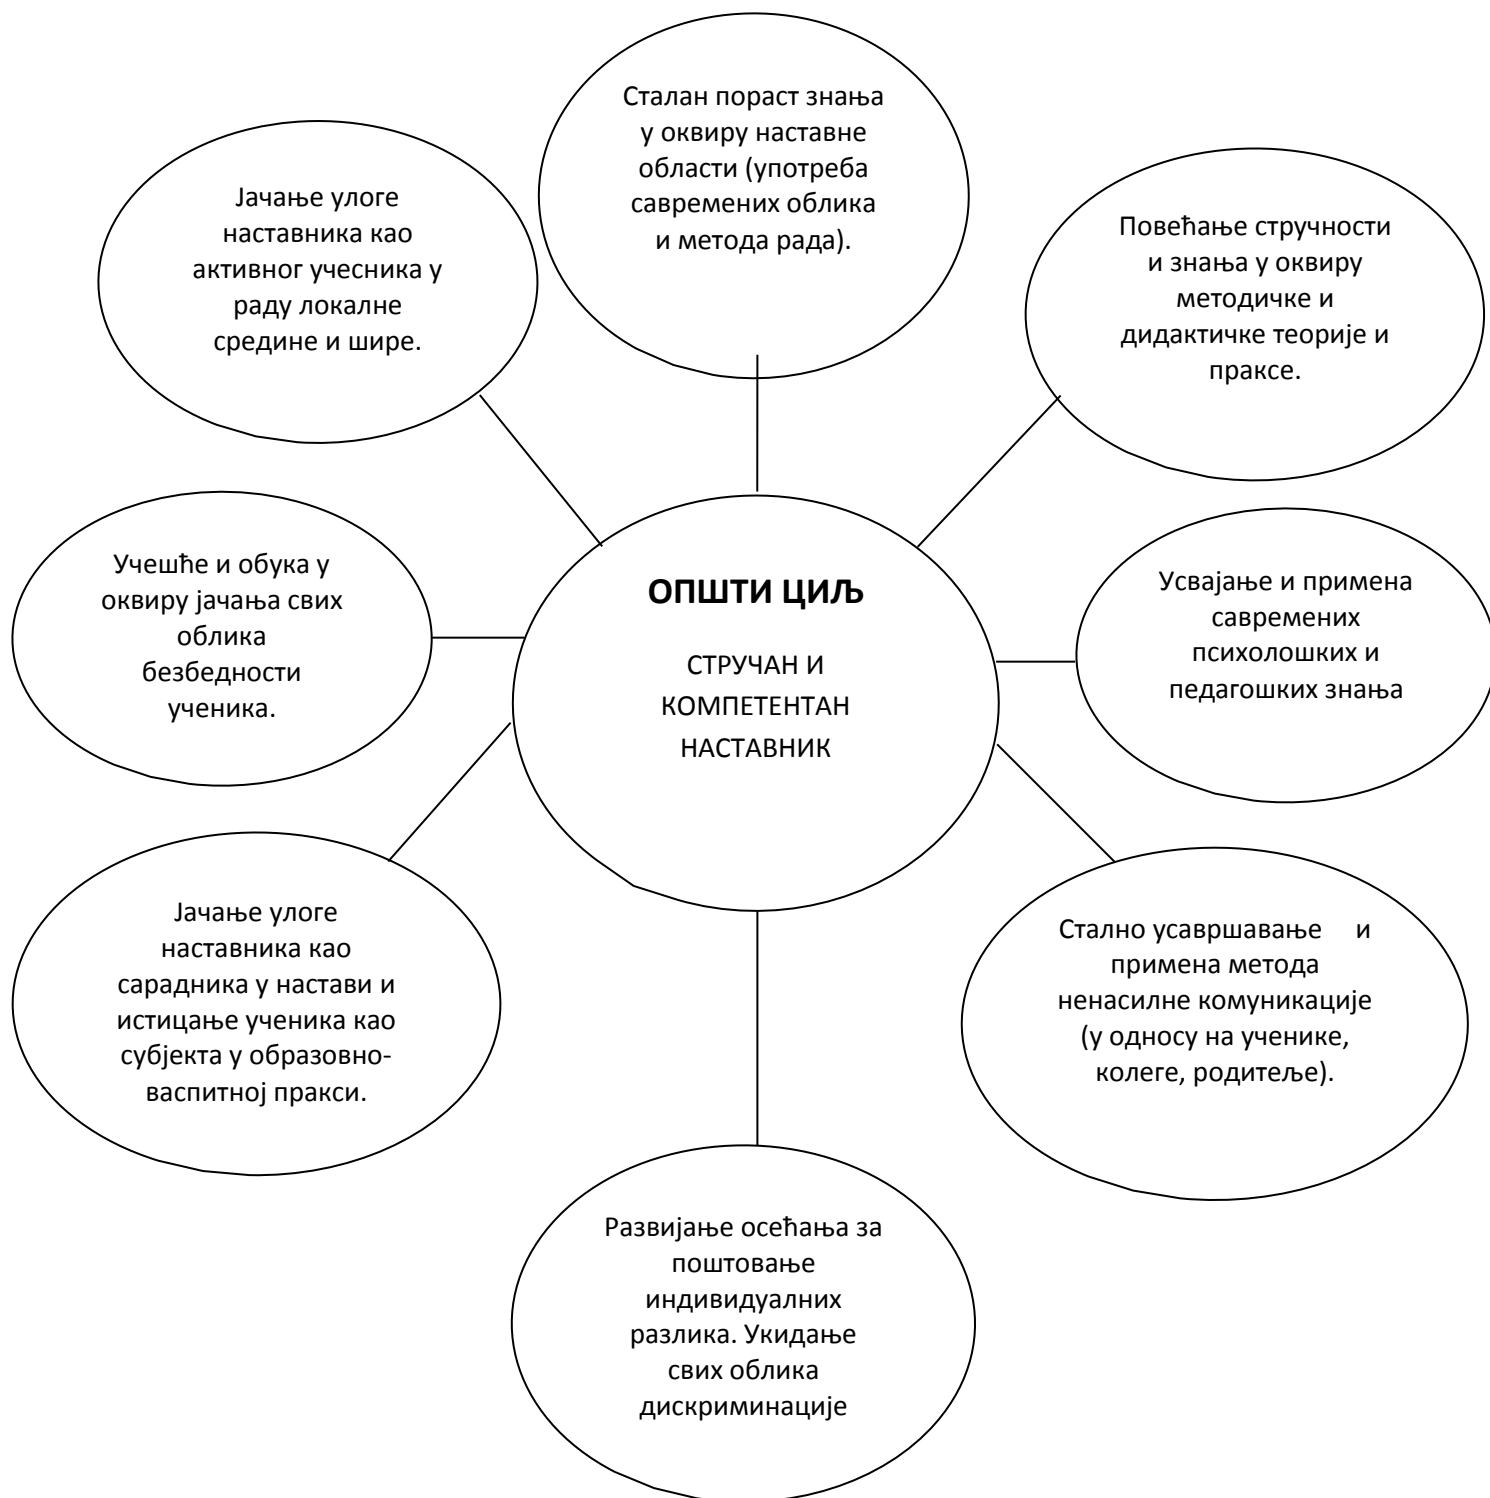 Сталан пораст знања
у оквиру наставне
области (употреба
савремених облика
и метода рада).
Јачање улоге
наставника као
активног учесника у
раду локалне
средине и шире.
Повећање стручности
и знања у оквиру
методичке и
дидактичке теорије и
праксе.
Учешће и обука у
оквиру јачања свих
облика
безбедности
ученика.
ОПШТИ ЦИЉ
СТРУЧАН И
КОМПЕТЕНТАН
НАСТАВНИК
Усвајање и примена
савремених
психолошких и
педагошких знања
Јачање улоге
наставника као
сарадника у настави и
истицање ученика као
субјекта у образовно-
васпитној пракси.
Стално усавршавање и
примена метода
ненасилне комуникације
(у односу на ученике,
колеге, родитеље).
Развијање осећања за
поштовање
индивидуалних
разлика. Укидање
свих облика
дискриминације